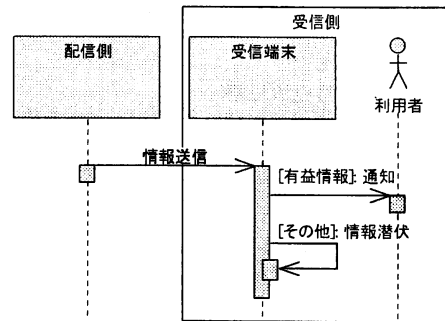 受信側
配信側
受信端末
利用者
情報送信
[有益情報]: 通知
[その他]: 情報潜伏